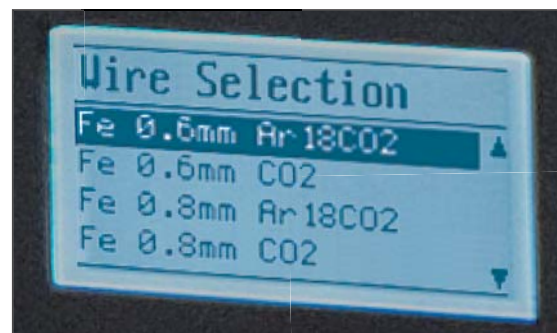 Wire Selection
Fe 0.6mm Ar18CO2
Fe 0.6mm CO2
Fe 0.8mm Ar18CO2
Fe 0.8mm CO2